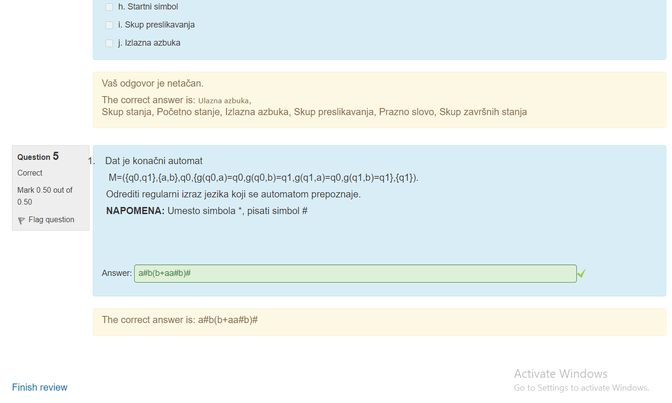 h. Startni simbol
i. Skup preslikavanja
j. Izlazna azbuka
Vaš odgovor je netačan.
The correct answer is: Ulazna azbuka,
Skup stanja, Početno stanje, Izlazna azbuka, Skup preslikavanja, Prazno slovo, Skup završnih stanja
Question 5
Correct
Mark 0.50 out of
0.50
Flag question
1. Dat je konačni automat
M=({q0,q1},{a,b},q0,{g(q0,a)=q0,g(q0,b)=q1,g(q1,a)=q0,g(q1,b)=q1},{q1}).
Odrediti regularni izraz jezika koji se automatom prepoznaje.
NAPOMENA: Umesto simbola *, pisati simbol #
Answer: a#b(b+aa#b)#
The correct answer is: a#b(b+aa#b)#
Finish review
Activate Windows
Go to Settings to activate Windows.